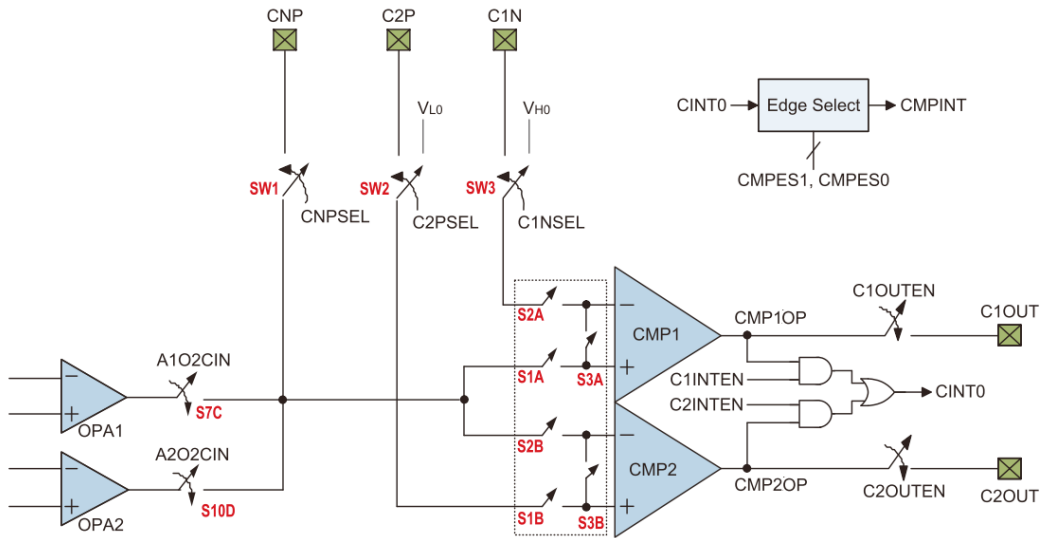 CNP
C2P
C1N
VL0
VH0
CINT0
Edge Select
CMPINT
CMPES1, CMPES0
SW1
SW2
SW3
CNPSEL
C2PSEL
C1NSEL
S2A
−
CMP1
+
CMP1OP
C1OUTEN
C1OUT
S1A
S3A
C1INTEN
C2INTEN
CINT0
−
+
OPA1
A1O2CIN
S7C
S2B
−
CMP2
+
CMP2OP
C2OUTEN
C2OUT
−
+
OPA2
A2O2CIN
S10D
S1B
S3B